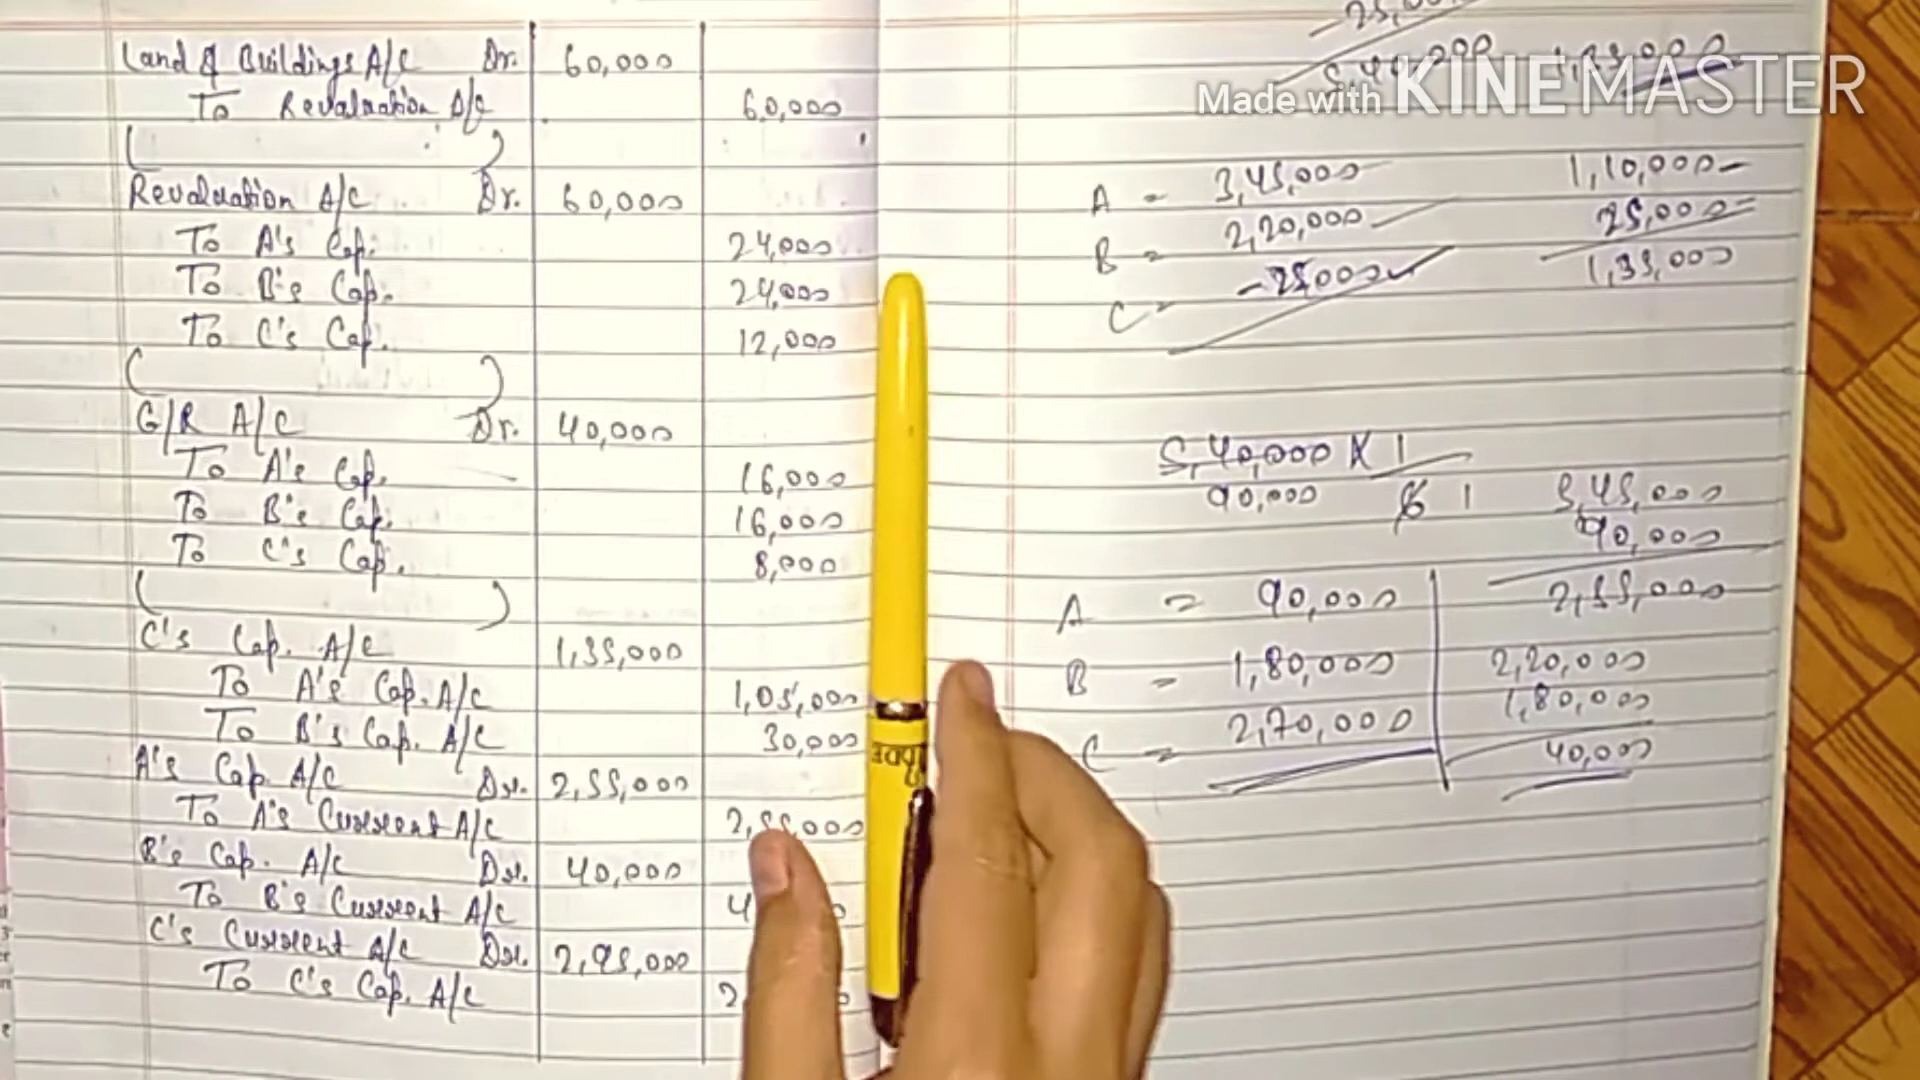 Land & Buildings A/C Dr. 60,000
To Revaluation A/C 60,000
Revaluation A/C Dr. 60,000
To A's Cap. 24,000
To B's Cap. 24,000
To C's Cap. 12,000
G/R A/C Dr. 40,000
To A's Cap. 16,000
To B's Cap. 16,000
To C's Cap. 8,000
C's Cap. A/C 1,35,000
To A's Cap. A/C 1,05,000
To B's Cap. A/C 30,000
A's Cap. A/C Dr. 2,55,000
To A's Current A/C 2,55,000
B's Cap. A/C Dr. 40,000
To B's Current A/C 4
C's Current A/C Dr. 2,95,000
To C's Cap. A/C 2
5,40,000
Made with KINEMASTER
A = 3,45,000 1,10,000
B = 2,20,000 25,000
C = -25,000 1,35,000
5,40,000 X 1
90,000 6 1 3,45,000
90,000
A = 90,000 2,55,000
B = 1,80,000 2,20,000
1,80,000
C = 2,70,000 40,000